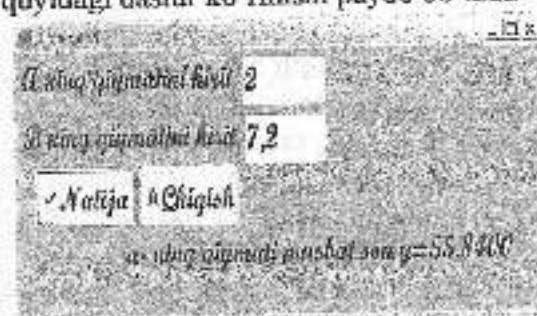 quyidagi dastur ko'rinishi paydo bo'ladi
A ning qiymatini kirit 2
B ning qiymatini kirit 7,2
Natija Chiqish
a ning qiymati musbat son y=55.8400